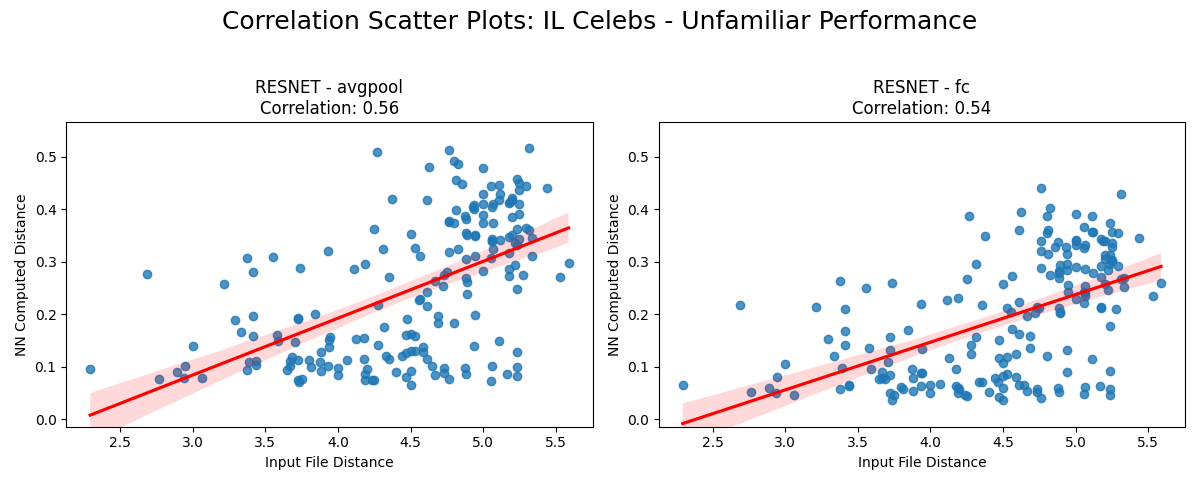 Correlation Scatter Plots: IL Celebs - Unfamiliar Performance
RESNET - avgpool
Correlation: 0.56
NN Computed Distance
0.5
0.4
0.3
0.2
0.1
0.0
2.5 3.0 3.5 4.0 4.5 5.0 5.5
Input File Distance
RESNET - fc
Correlation: 0.54
NN Computed Distance
0.5
0.4
0.3
0.2
0.1
0.0
2.5 3.0 3.5 4.0 4.5 5.0 5.5
Input File Distance